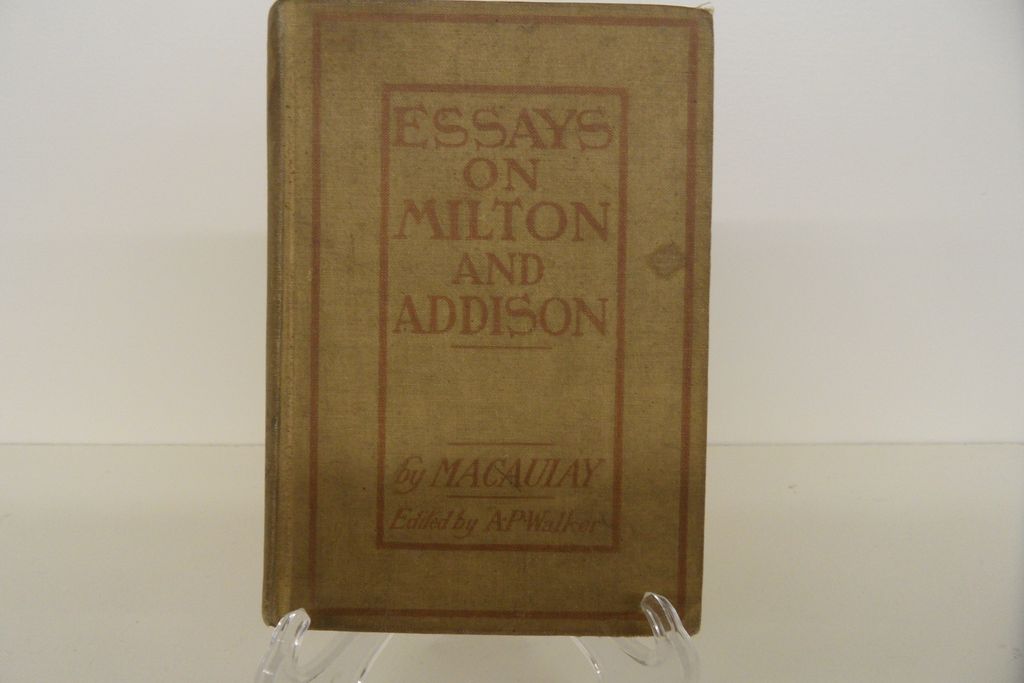 ESSAYS
ON
MILTON
AND
ADDISON
by MACAULAY
Edited by A.P. Walker